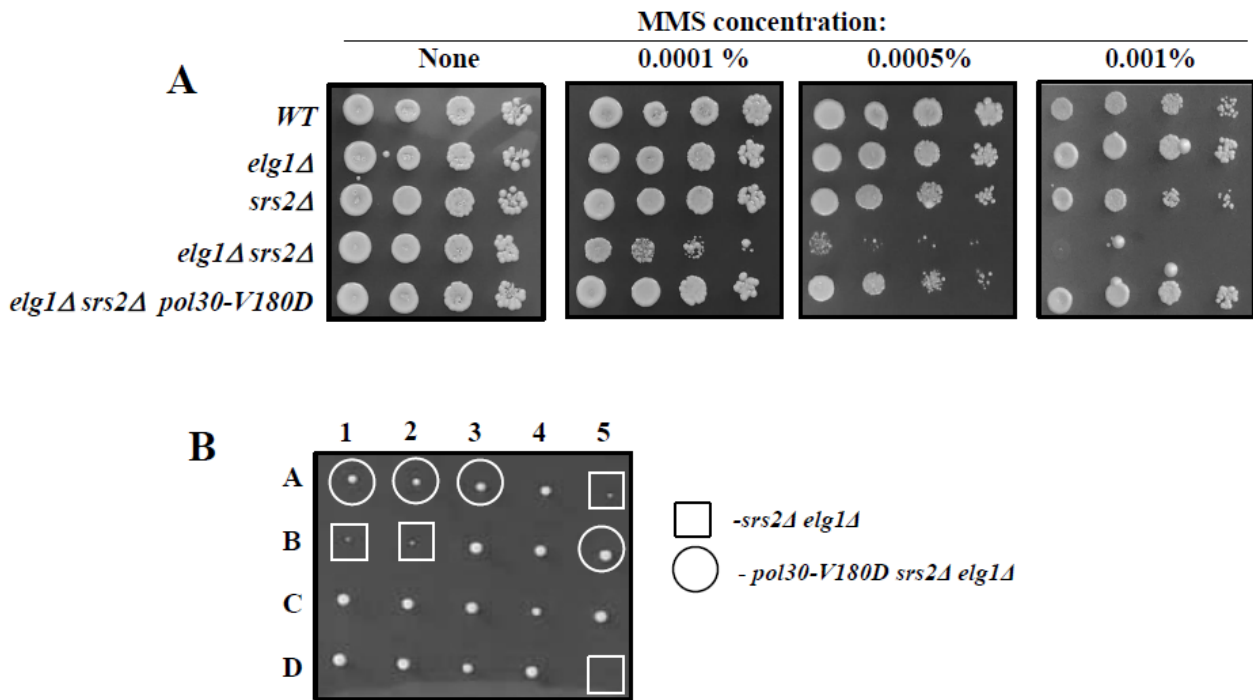 MMS concentration:
None 0.0001 % 0.0005% 0.001%
A
WT
elg1Δ
srs2Δ
elg1Δ srs2Δ
elg1Δ srs2Δ pol30-V180D
B
1 2 3 4 5
A
B
C
D
-srs2Δ elg1Δ
- pol30-V180D srs2Δ elg1Δ